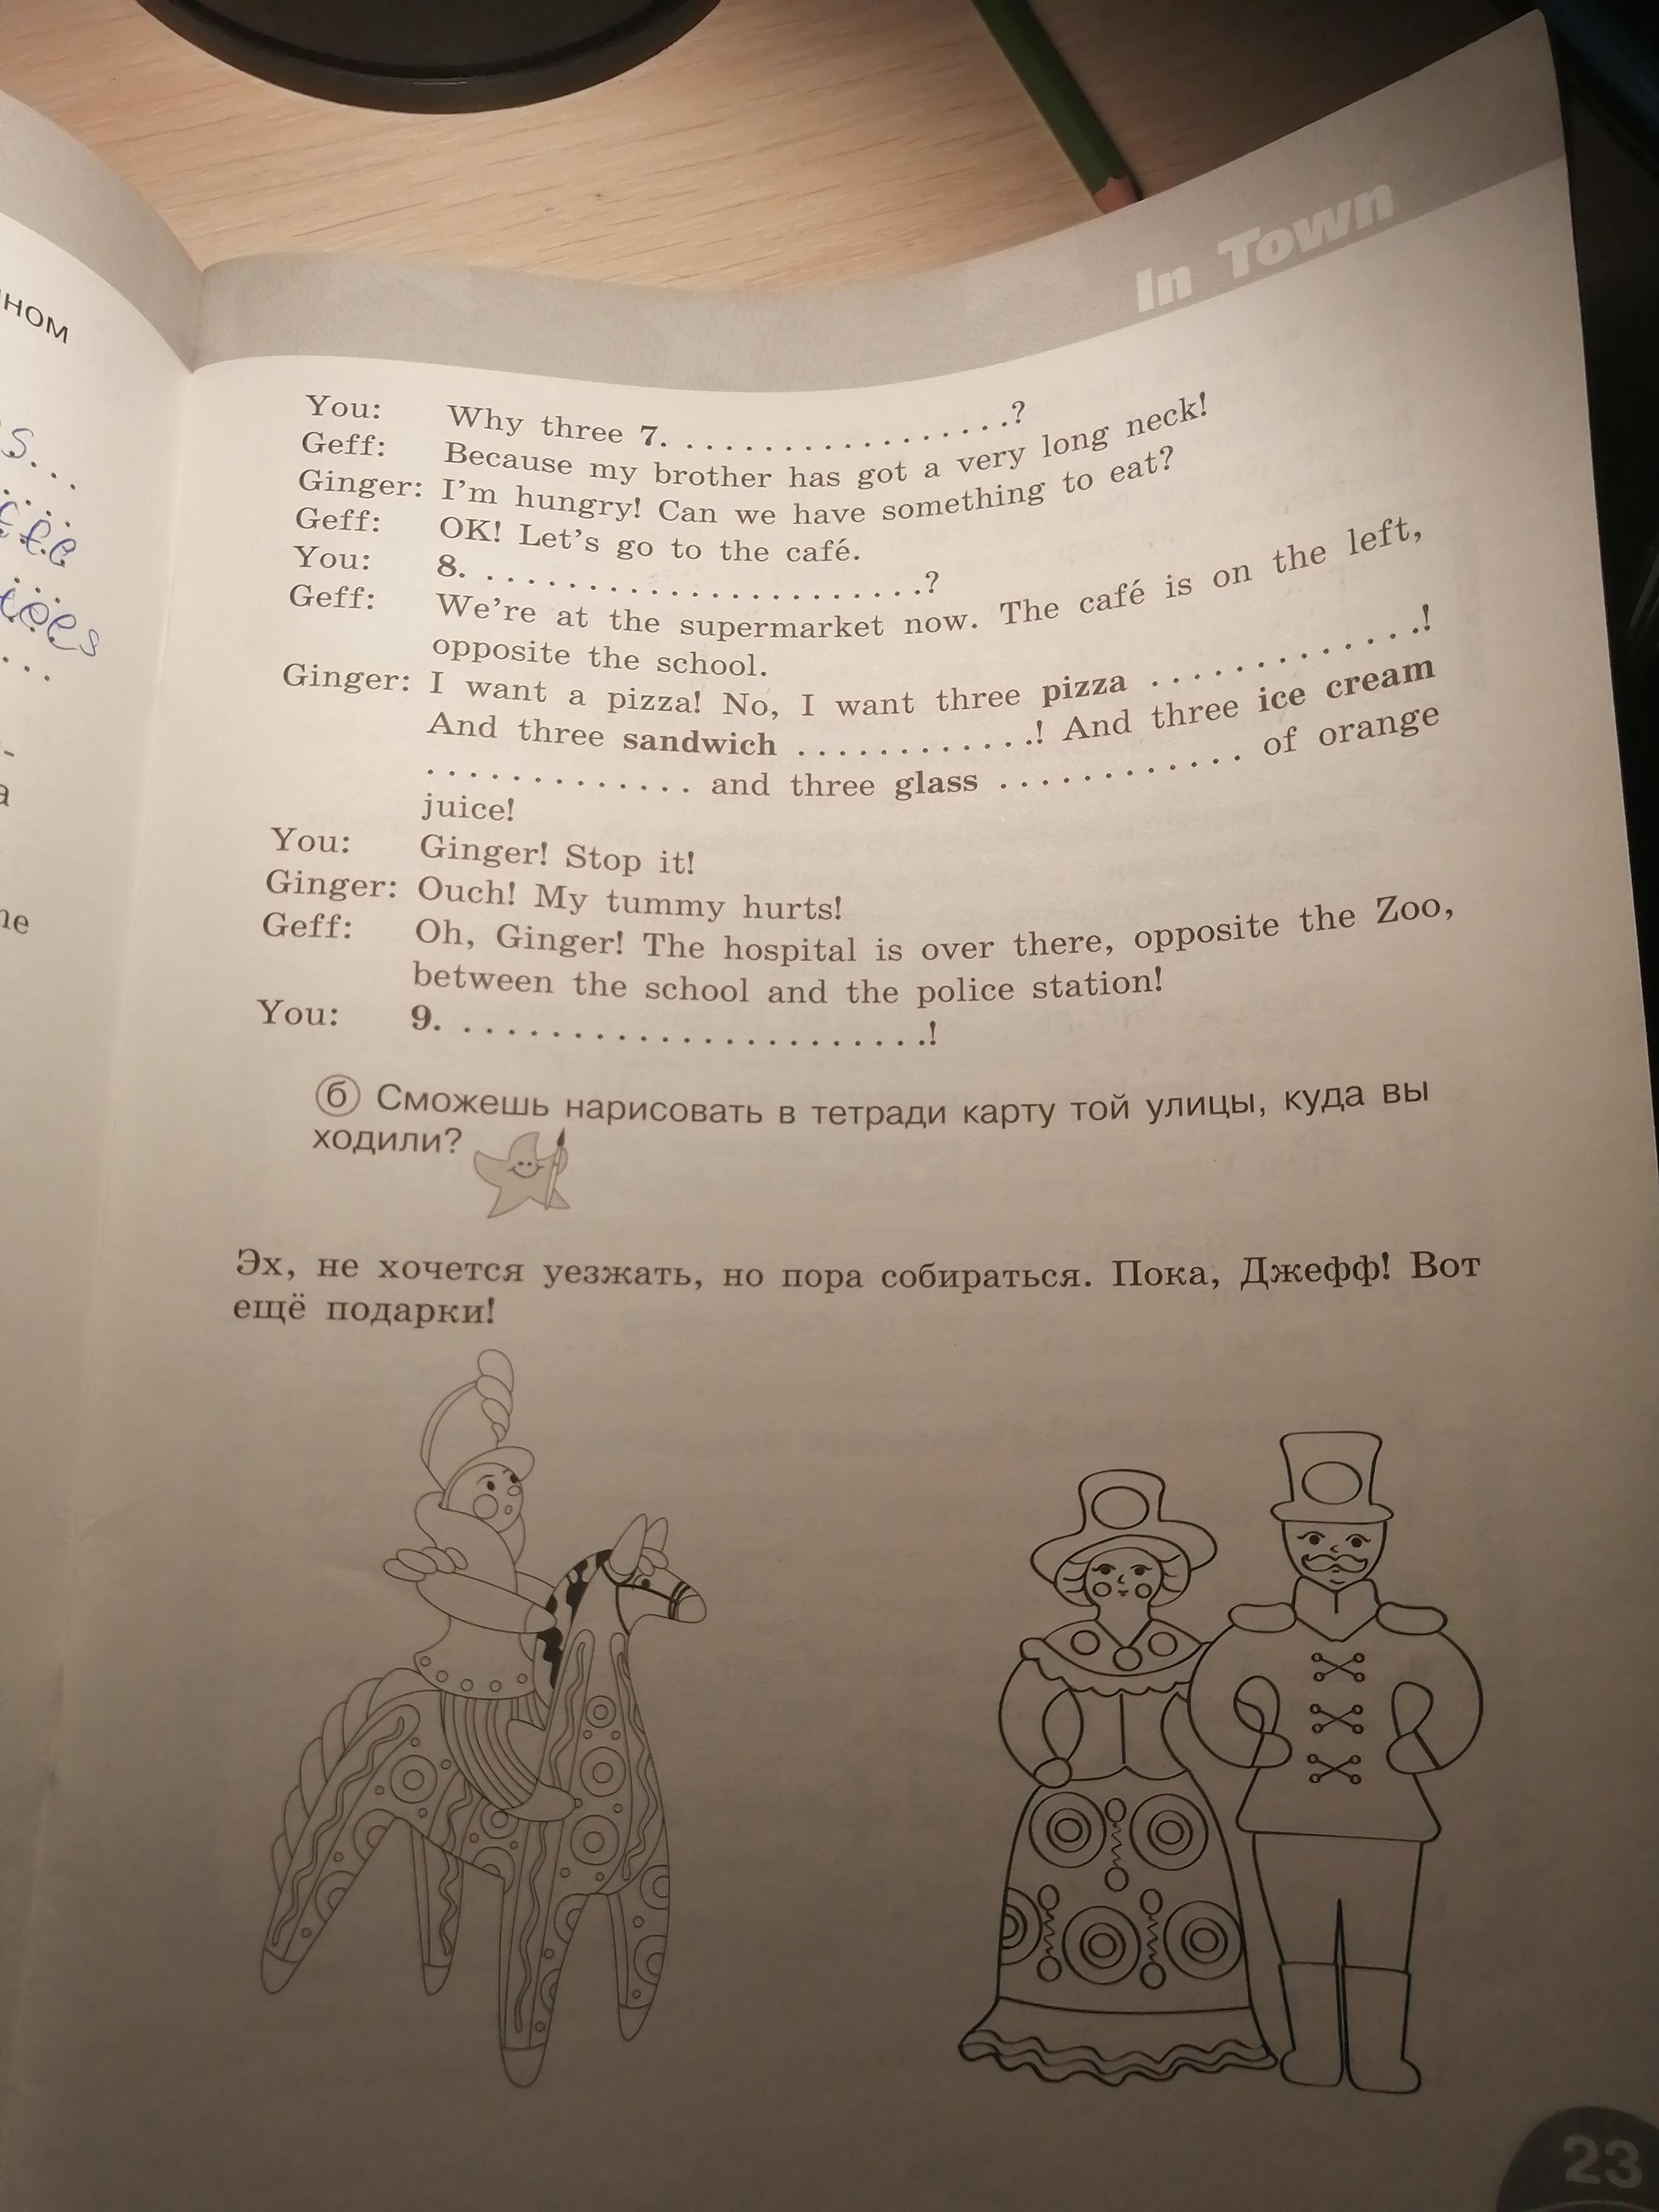 In Town
ном
s...
You: Why three 7. . . . . . . . . . . . . . . . . .?
Geff: Because my brother has got a very long neck!
Ginger: I'm hungry! Can we have something to eat?
Geff: OK! Let's go to the café.
You: 8. . . . . . . . . . . . . . . . . . . . . . .?
Geff: We're at the supermarket now. The café is on the left,
opposite the school.
Ginger: I want a pizza! No, I want three pizza . . . . . . . . . . . . .!
And three sandwich . . . . . . . . . . . .! And three ice cream
. . . . . . . . . . . . . and three glass . . . . . . . . . . . . of orange
juice!
You: Ginger! Stop it!
Ginger: Ouch! My tummy hurts!
Geff: Oh, Ginger! The hospital is over there, opposite the Zoo,
between the school and the police station!
You: 9. . . . . . . . . . . . . . . . . . . . . . . .!
б Сможешь нарисовать в тетради карту той улицы, куда вы
ходили?
Эх, не хочется уезжать, но пора собираться. Пока, Джефф! Вот
ещё подарки!
23